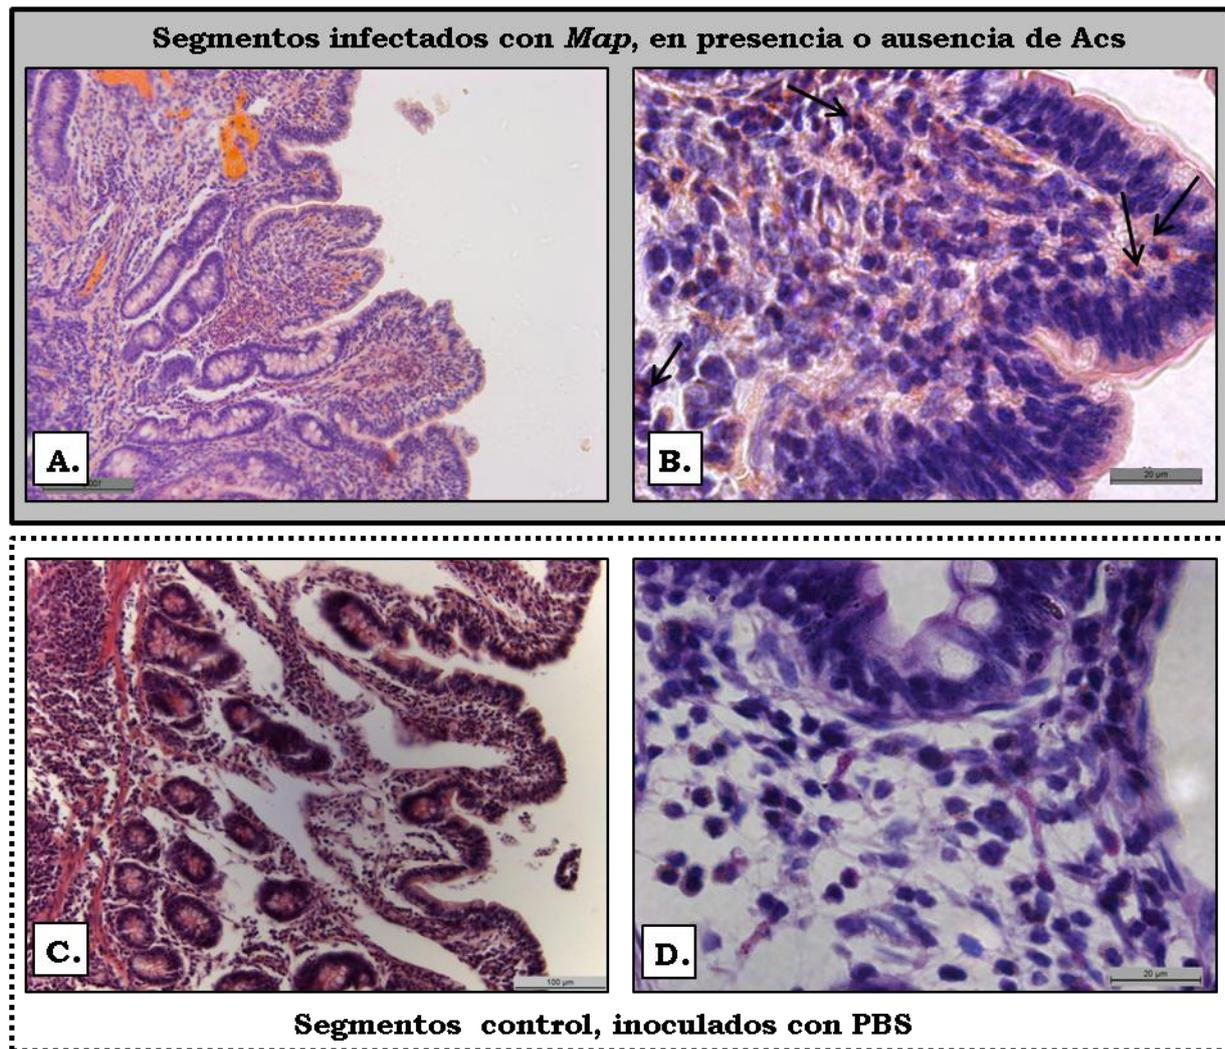 Segmentos infectados con Map, en presencia o ausencia de Acs
A.
B.
20 µm
C.
100 µm
D.
20 µm
Segmentos control, inoculados con PBS